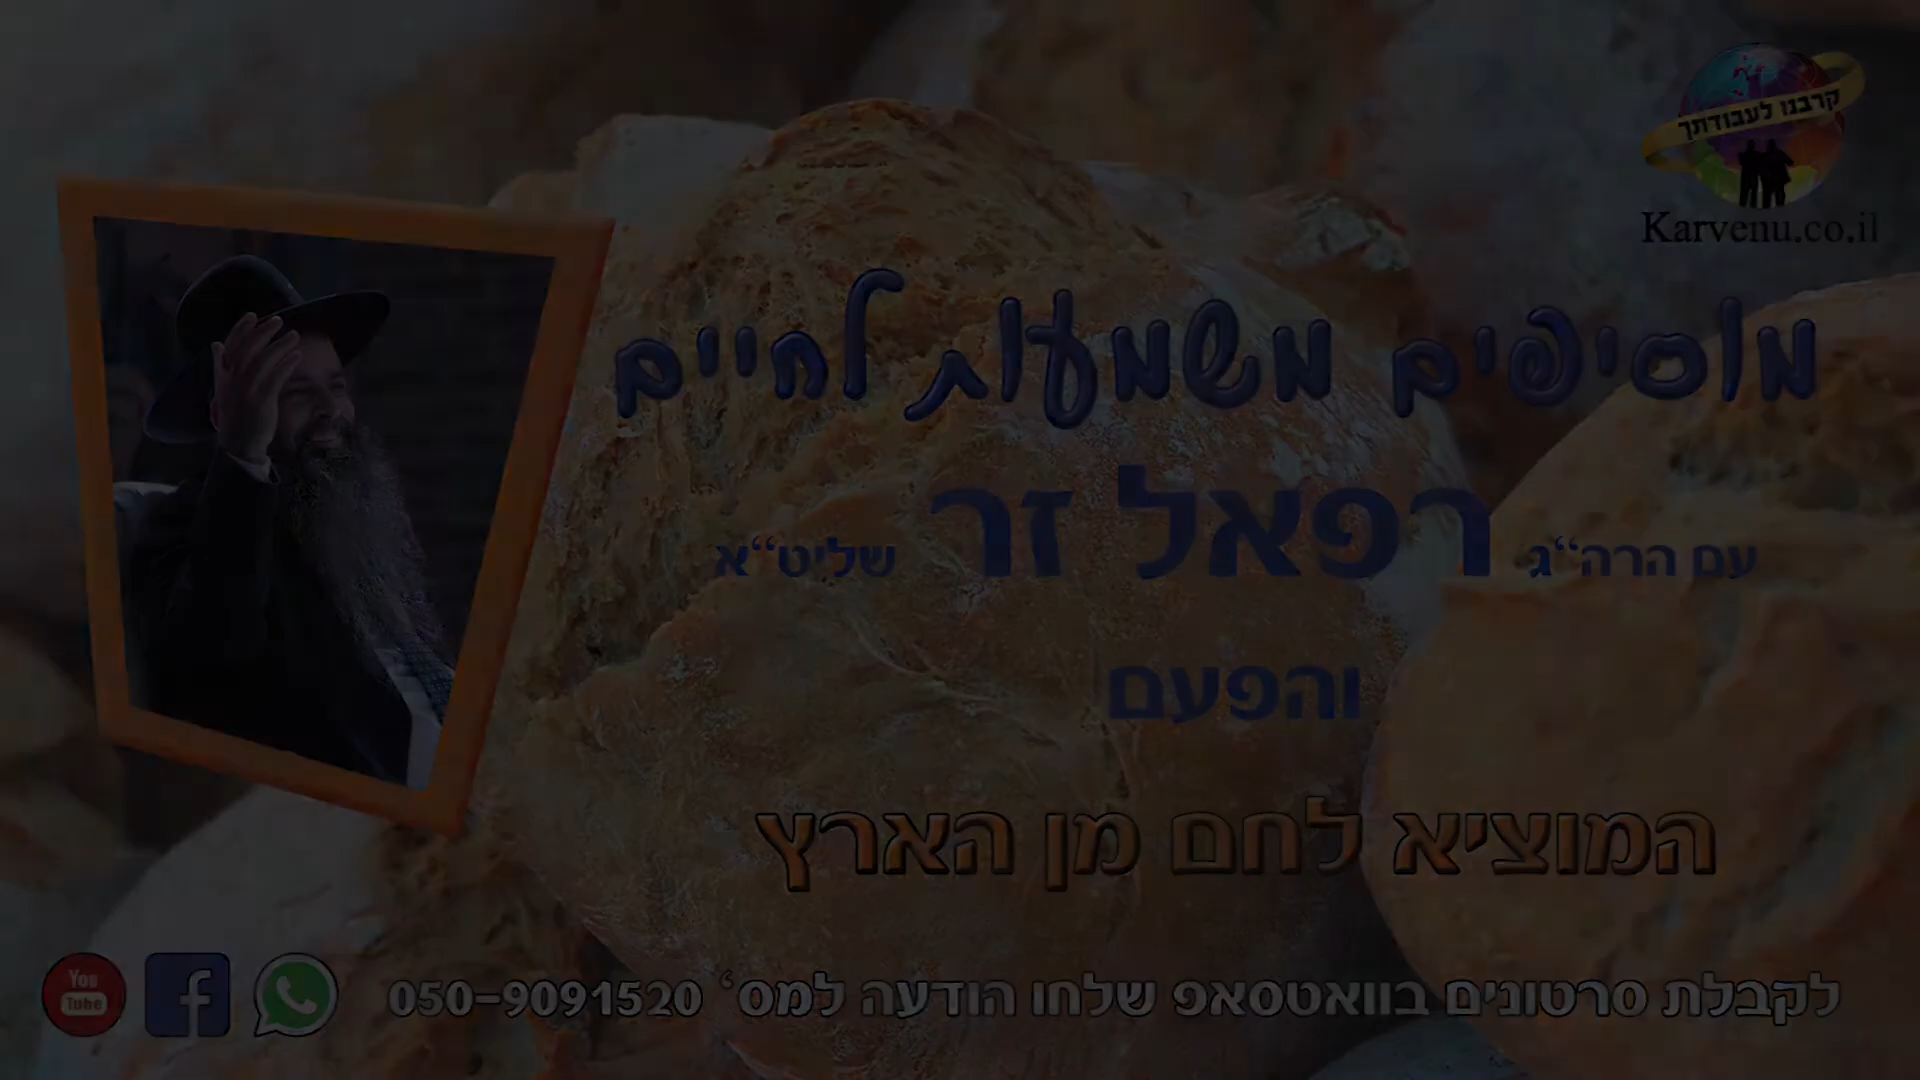 קרבנו לעבודתך
Karvenu.co.il
מוסיפים משמעות לחיים
עם הרה“ג רפאל זר שליט“א
והפעם
המוציא לחם מן הארץ
לקבלת סרטונים בוואטסאפ שלחו הודעה למס‘ 050-9091520
You
Tube